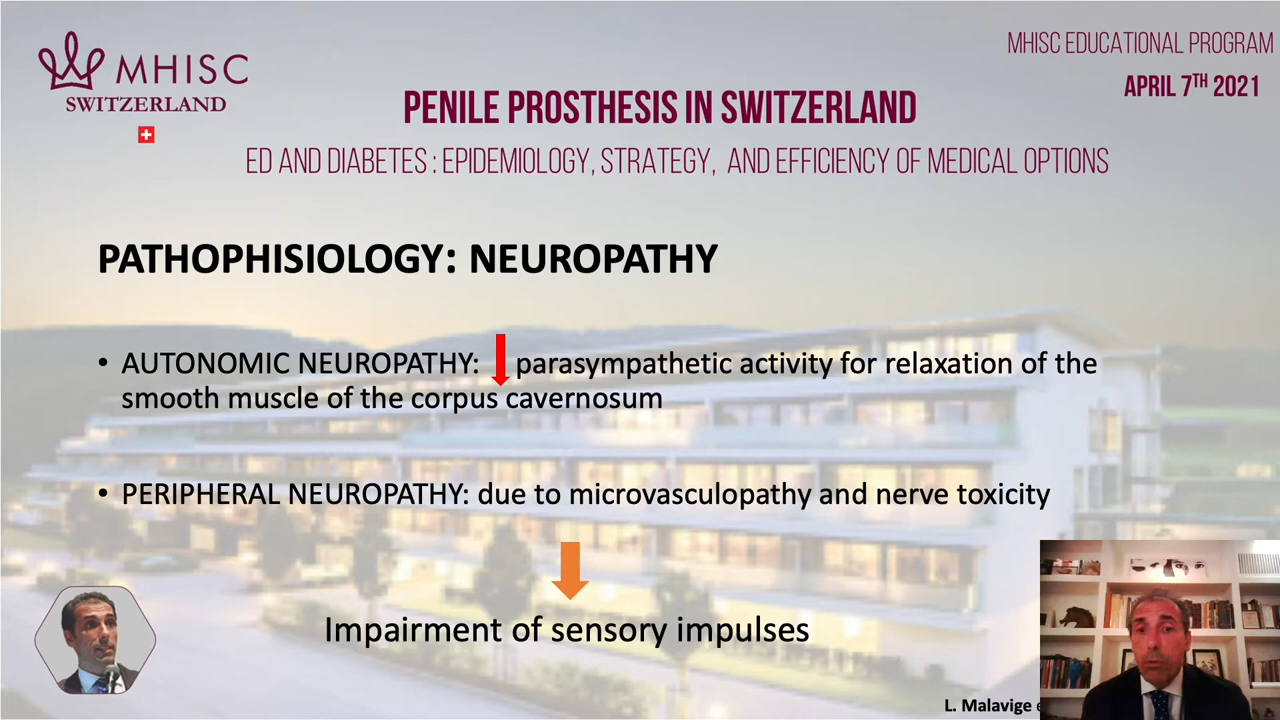 MHISC
SWITZERLAND
MHISC EDUCATIONAL PROGRAM
APRIL 7TH 2021
PENILE PROSTHESIS IN SWITZERLAND
ED AND DIABETES : EPIDEMIOLOGY, STRATEGY, AND EFFICIENCY OF MEDICAL OPTIONS
PATHOPHISIOLOGY: NEUROPATHY
• AUTONOMIC NEUROPATHY: parasympathetic activity for relaxation of the
smooth muscle of the corpus cavernosum
• PERIPHERAL NEUROPATHY: due to microvasculopathy and nerve toxicity
Impairment of sensory impulses
L. Malavige